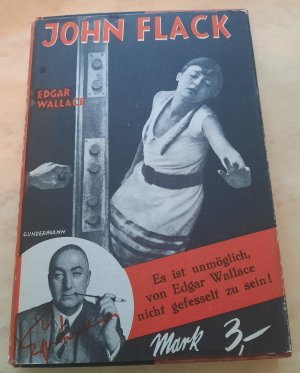 JOHN FLACK
EDGAR
WALLACE
GUNDERMANN
Es ist unmöglich,
von Edgar Wallace
nicht gefesselt zu sein!
Mark 3,-